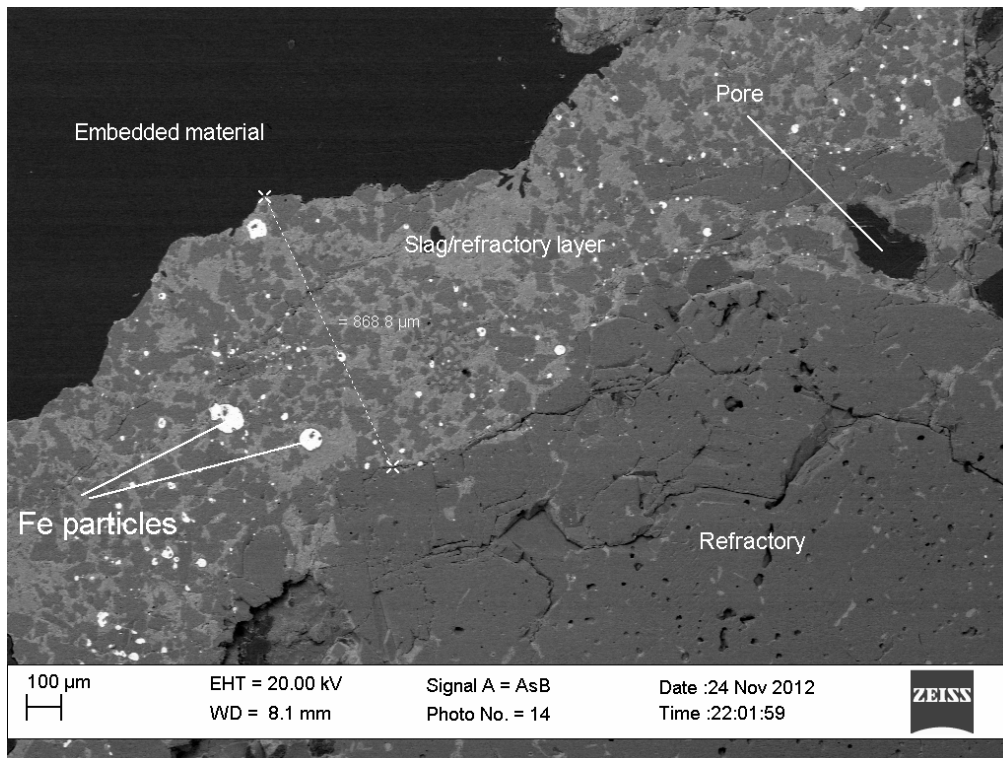 Pore
Embedded material
Slag/refractory layer
= 868.8 µm
Fe particles
Refractory
100 µm
EHT = 20.00 kV
WD = 8.1 mm
Signal A = AsB
Photo No. = 14
Date :24 Nov 2012
Time :22:01:59
ZEISS